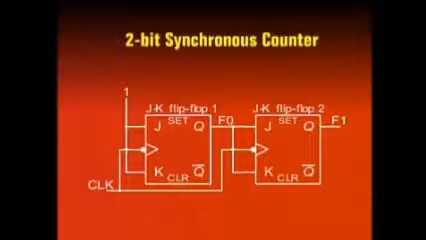 2-bit Synchronous Counter
1
J-K flip-flop 1
J-K flip-flop 2
SET
SET
J
Q
F0
J
Q
F1
K
Q̅
K
Q̅
CLR
CLR
CLK